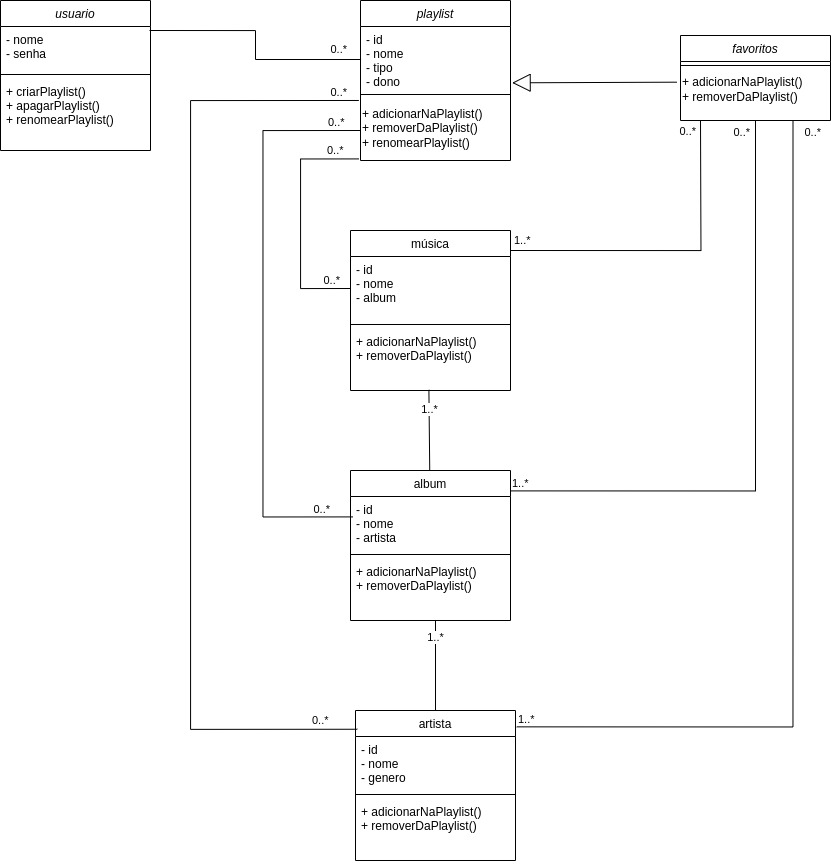 usuario
- nome
- senha
+ criarPlaylist()
+ apagarPlaylist()
+ renomearPlaylist()
0..*
0..*
0..*
0..*
playlist
- id
- nome
- tipo
- dono
+ adicionarNaPlaylist()
+ removerDaPlaylist()
+ renomearPlaylist()
favoritos
+ adicionarNaPlaylist()
+ removerDaPlaylist()
0..*
0..*
0..*
música
- id
- nome
- album
+ adicionarNaPlaylist()
+ removerDaPlaylist()
0..*
1..*
1..*
album
- id
- nome
- artista
+ adicionarNaPlaylist()
+ removerDaPlaylist()
0..*
1..*
1..*
artista
- id
- nome
- genero
+ adicionarNaPlaylist()
+ removerDaPlaylist()
0..*
1..*